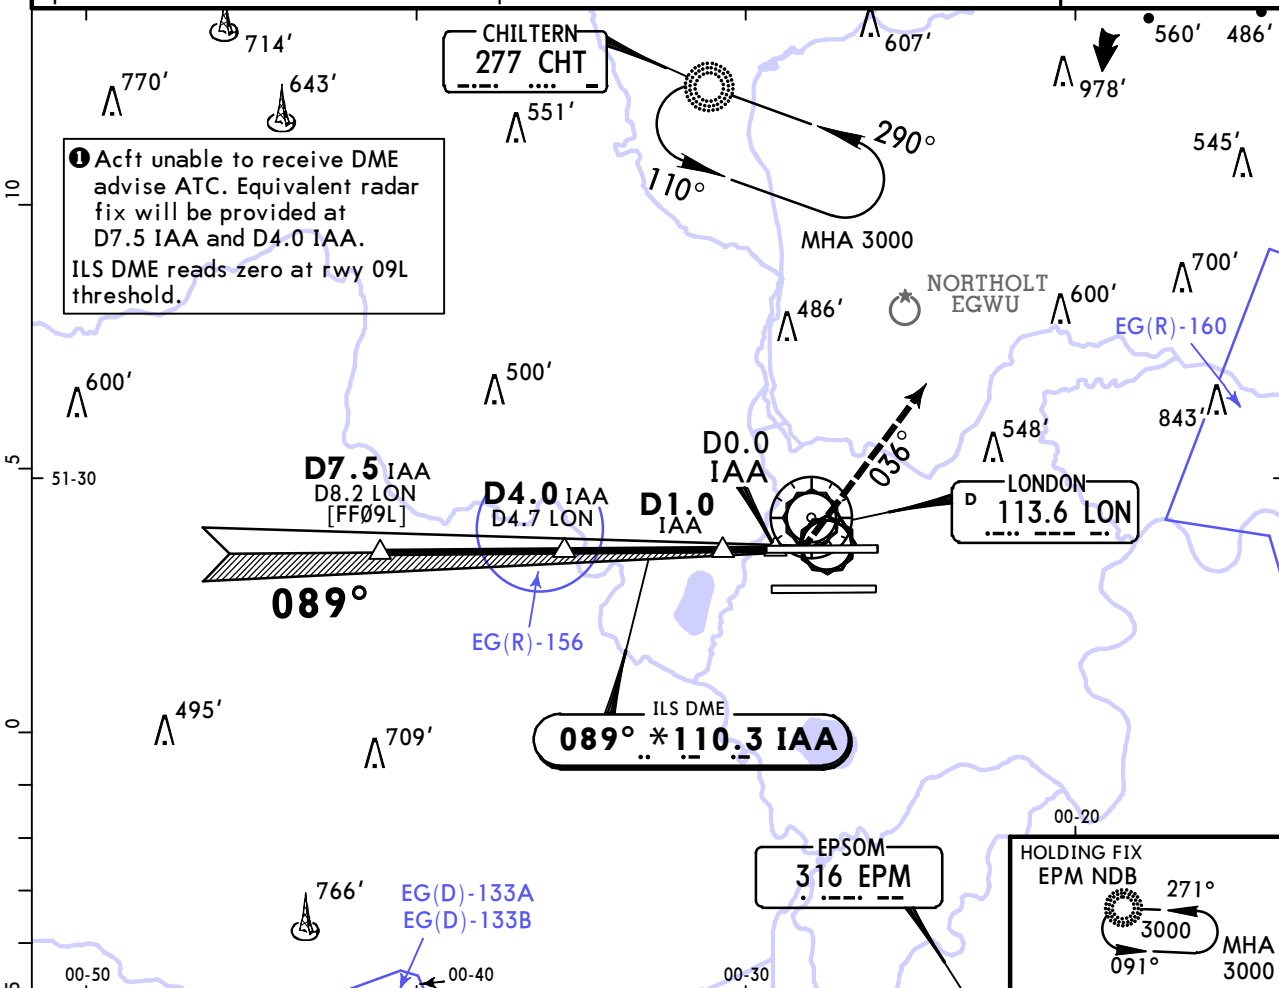 714'
CHILTERN
277 CHT
607'
560'
486'
978'
770'
643'
551'
545'
290°
110°
MHA 3000
❶ Acft unable to receive DME
advise ATC. Equivalent radar
fix will be provided at
D7.5 IAA and D4.0 IAA.
ILS DME reads zero at rwy 09L
threshold.
10
NORTHOLT
EGWU
700'
600'
486'
EG(R)-160
600'
500'
843'
548'
036°
D0.0
IAA
5
51-30
D7.5 IAA
D8.2 LON
[FFØ9L]
D4.0 IAA
D4.7 LON
D1.0
IAA
LONDON
D 113.6 LON
089°
EG(R)-156
495'
709'
0
ILS DME
089° *110.3 IAA
00-20
EPSOM
316 EPM
HOLDING FIX
EPM NDB
271°
3000
091°
MHA
3000
766'
EG(D)-133A
EG(D)-133B
00-50
00-40
00-30